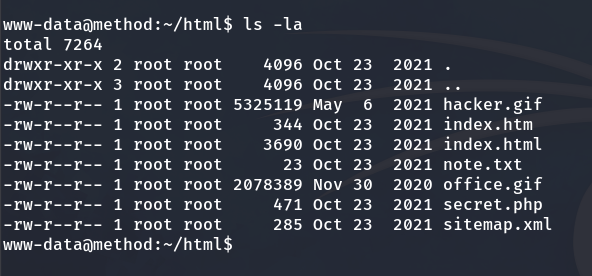 www-data@method:~/html$ ls -la
total 7264
drwxr-xr-x 2 root root    4096 Oct 23  2021 .
drwxr-xr-x 3 root root    4096 Oct 23  2021 ..
-rw-r--r-- 1 root root 5325119 May  6  2021 hacker.gif
-rw-r--r-- 1 root root     344 Oct 23  2021 index.htm
-rw-r--r-- 1 root root    3690 Oct 23  2021 index.html
-rw-r--r-- 1 root root      23 Oct 23  2021 note.txt
-rw-r--r-- 1 root root 2078389 Nov 30  2020 office.gif
-rw-r--r-- 1 root root     471 Oct 23  2021 secret.php
-rw-r--r-- 1 root root     285 Oct 23  2021 sitemap.xml
www-data@method:~/html$